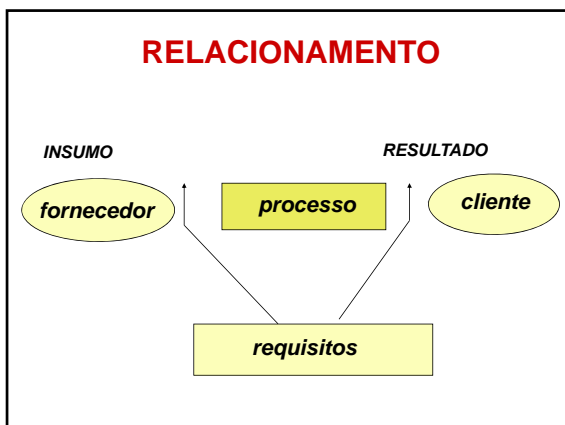 RELACIONAMENTO
INSUMO
RESULTADO
fornecedor
processo
cliente
requisitos